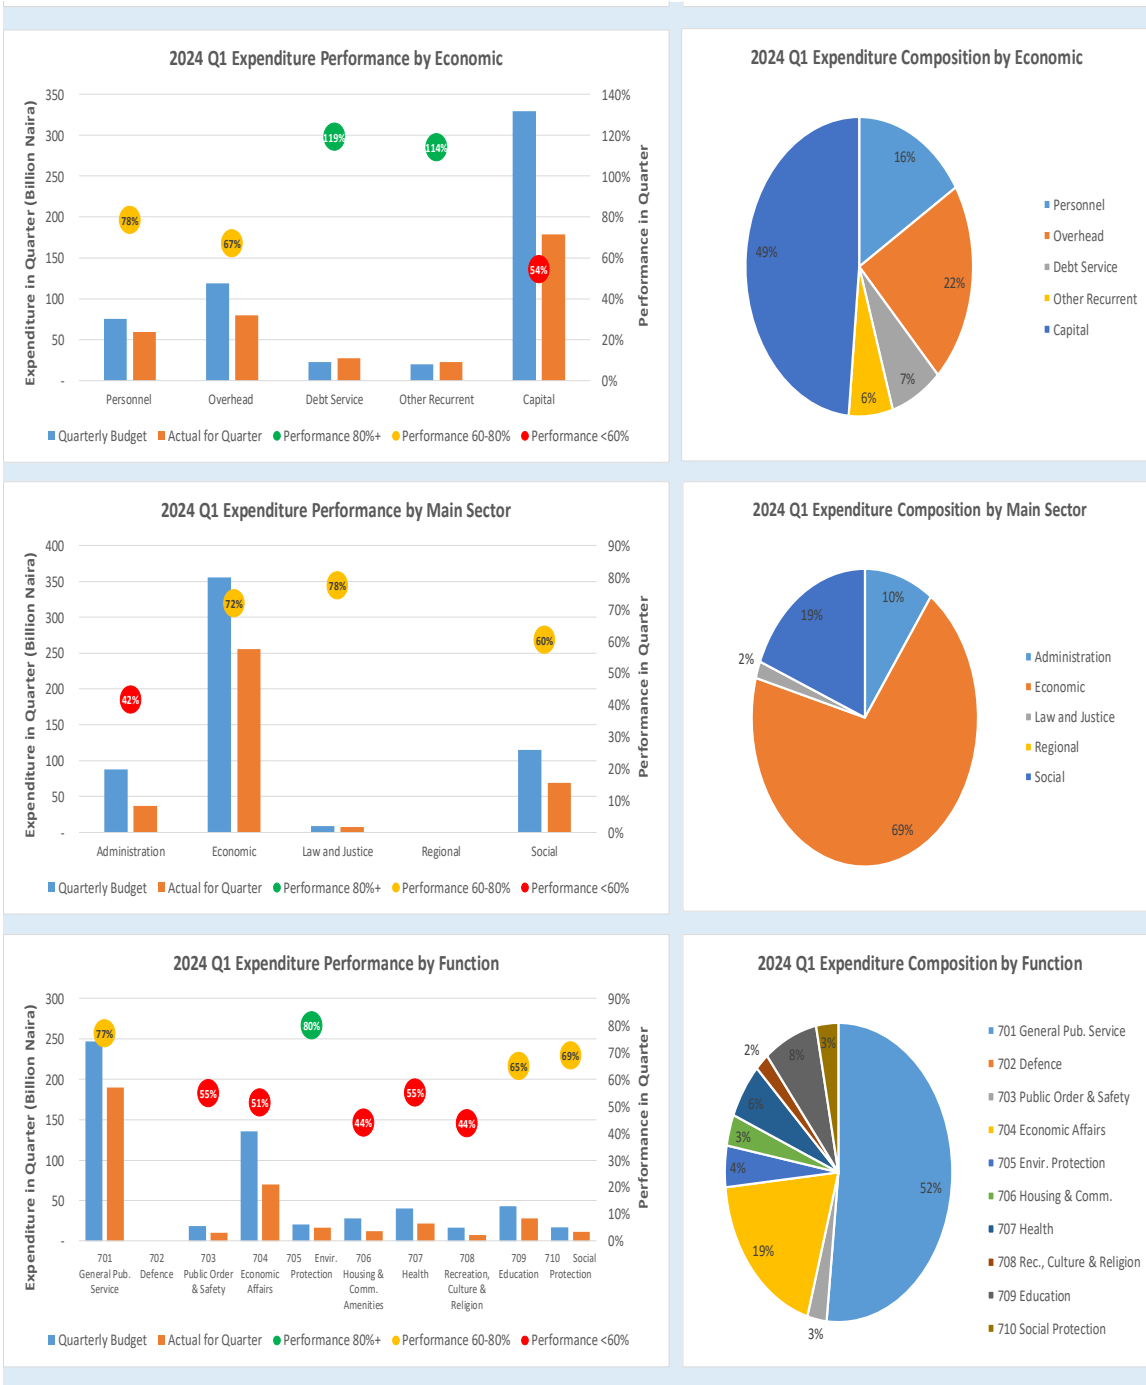 2024 Q1 Expenditure Performance by Economic
Expenditure in Quarter (Billion Naira)
350
300
250
200
150
100
50
-
140%
120%
100%
80%
60%
40%
20%
0%
Performance in Quarter
78%
67%
119%
114%
54%
Personnel
Overhead
Debt Service
Other Recurrent
Capital
Quarterly Budget
Actual for Quarter
Performance 80%+
Performance 60-80%
Performance <60%
2024 Q1 Expenditure Composition by Economic
16%
22%
7%
6%
49%
Personnel
Overhead
Debt Service
Other Recurrent
Capital
2024 Q1 Expenditure Performance by Main Sector
Expenditure in Quarter (Billion Naira)
400
350
300
250
200
150
100
50
-
90%
80%
70%
60%
50%
40%
30%
20%
10%
0%
Performance in Quarter
42%
72%
78%
60%
Administration
Economic
Law and Justice
Regional
Social
Quarterly Budget
Actual for Quarter
Performance 80%+
Performance 60-80%
Performance <60%
2024 Q1 Expenditure Composition by Main Sector
10%
69%
2%
19%
Administration
Economic
Law and Justice
Regional
Social
2024 Q1 Expenditure Performance by Function
Expenditure in Quarter (Billion Naira)
300
250
200
150
100
50
-
90%
80%
70%
60%
50%
40%
30%
20%
10%
0%
Performance in Quarter
77%
55%
51%
80%
44%
55%
44%
65%
69%
701
General Pub.
Service
702
Defence
703
Public Order
& Safety
704
Economic
Affairs
705 Envir.
Protection
706
Housing &
Comm.
Amenities
707
Health
708
Recreation,
Culture &
Religion
709
Education
710 Social
Protection
Quarterly Budget
Actual for Quarter
Performance 80%+
Performance 60-80%
Performance <60%
2024 Q1 Expenditure Composition by Function
52%
3%
19%
4%
3%
6%
2%
8%
3%
701 General Pub. Service
702 Defence
703 Public Order & Safety
704 Economic Affairs
705 Envir. Protection
706 Housing & Comm.
707 Health
708 Rec., Culture & Religion
709 Education
710 Social Protection